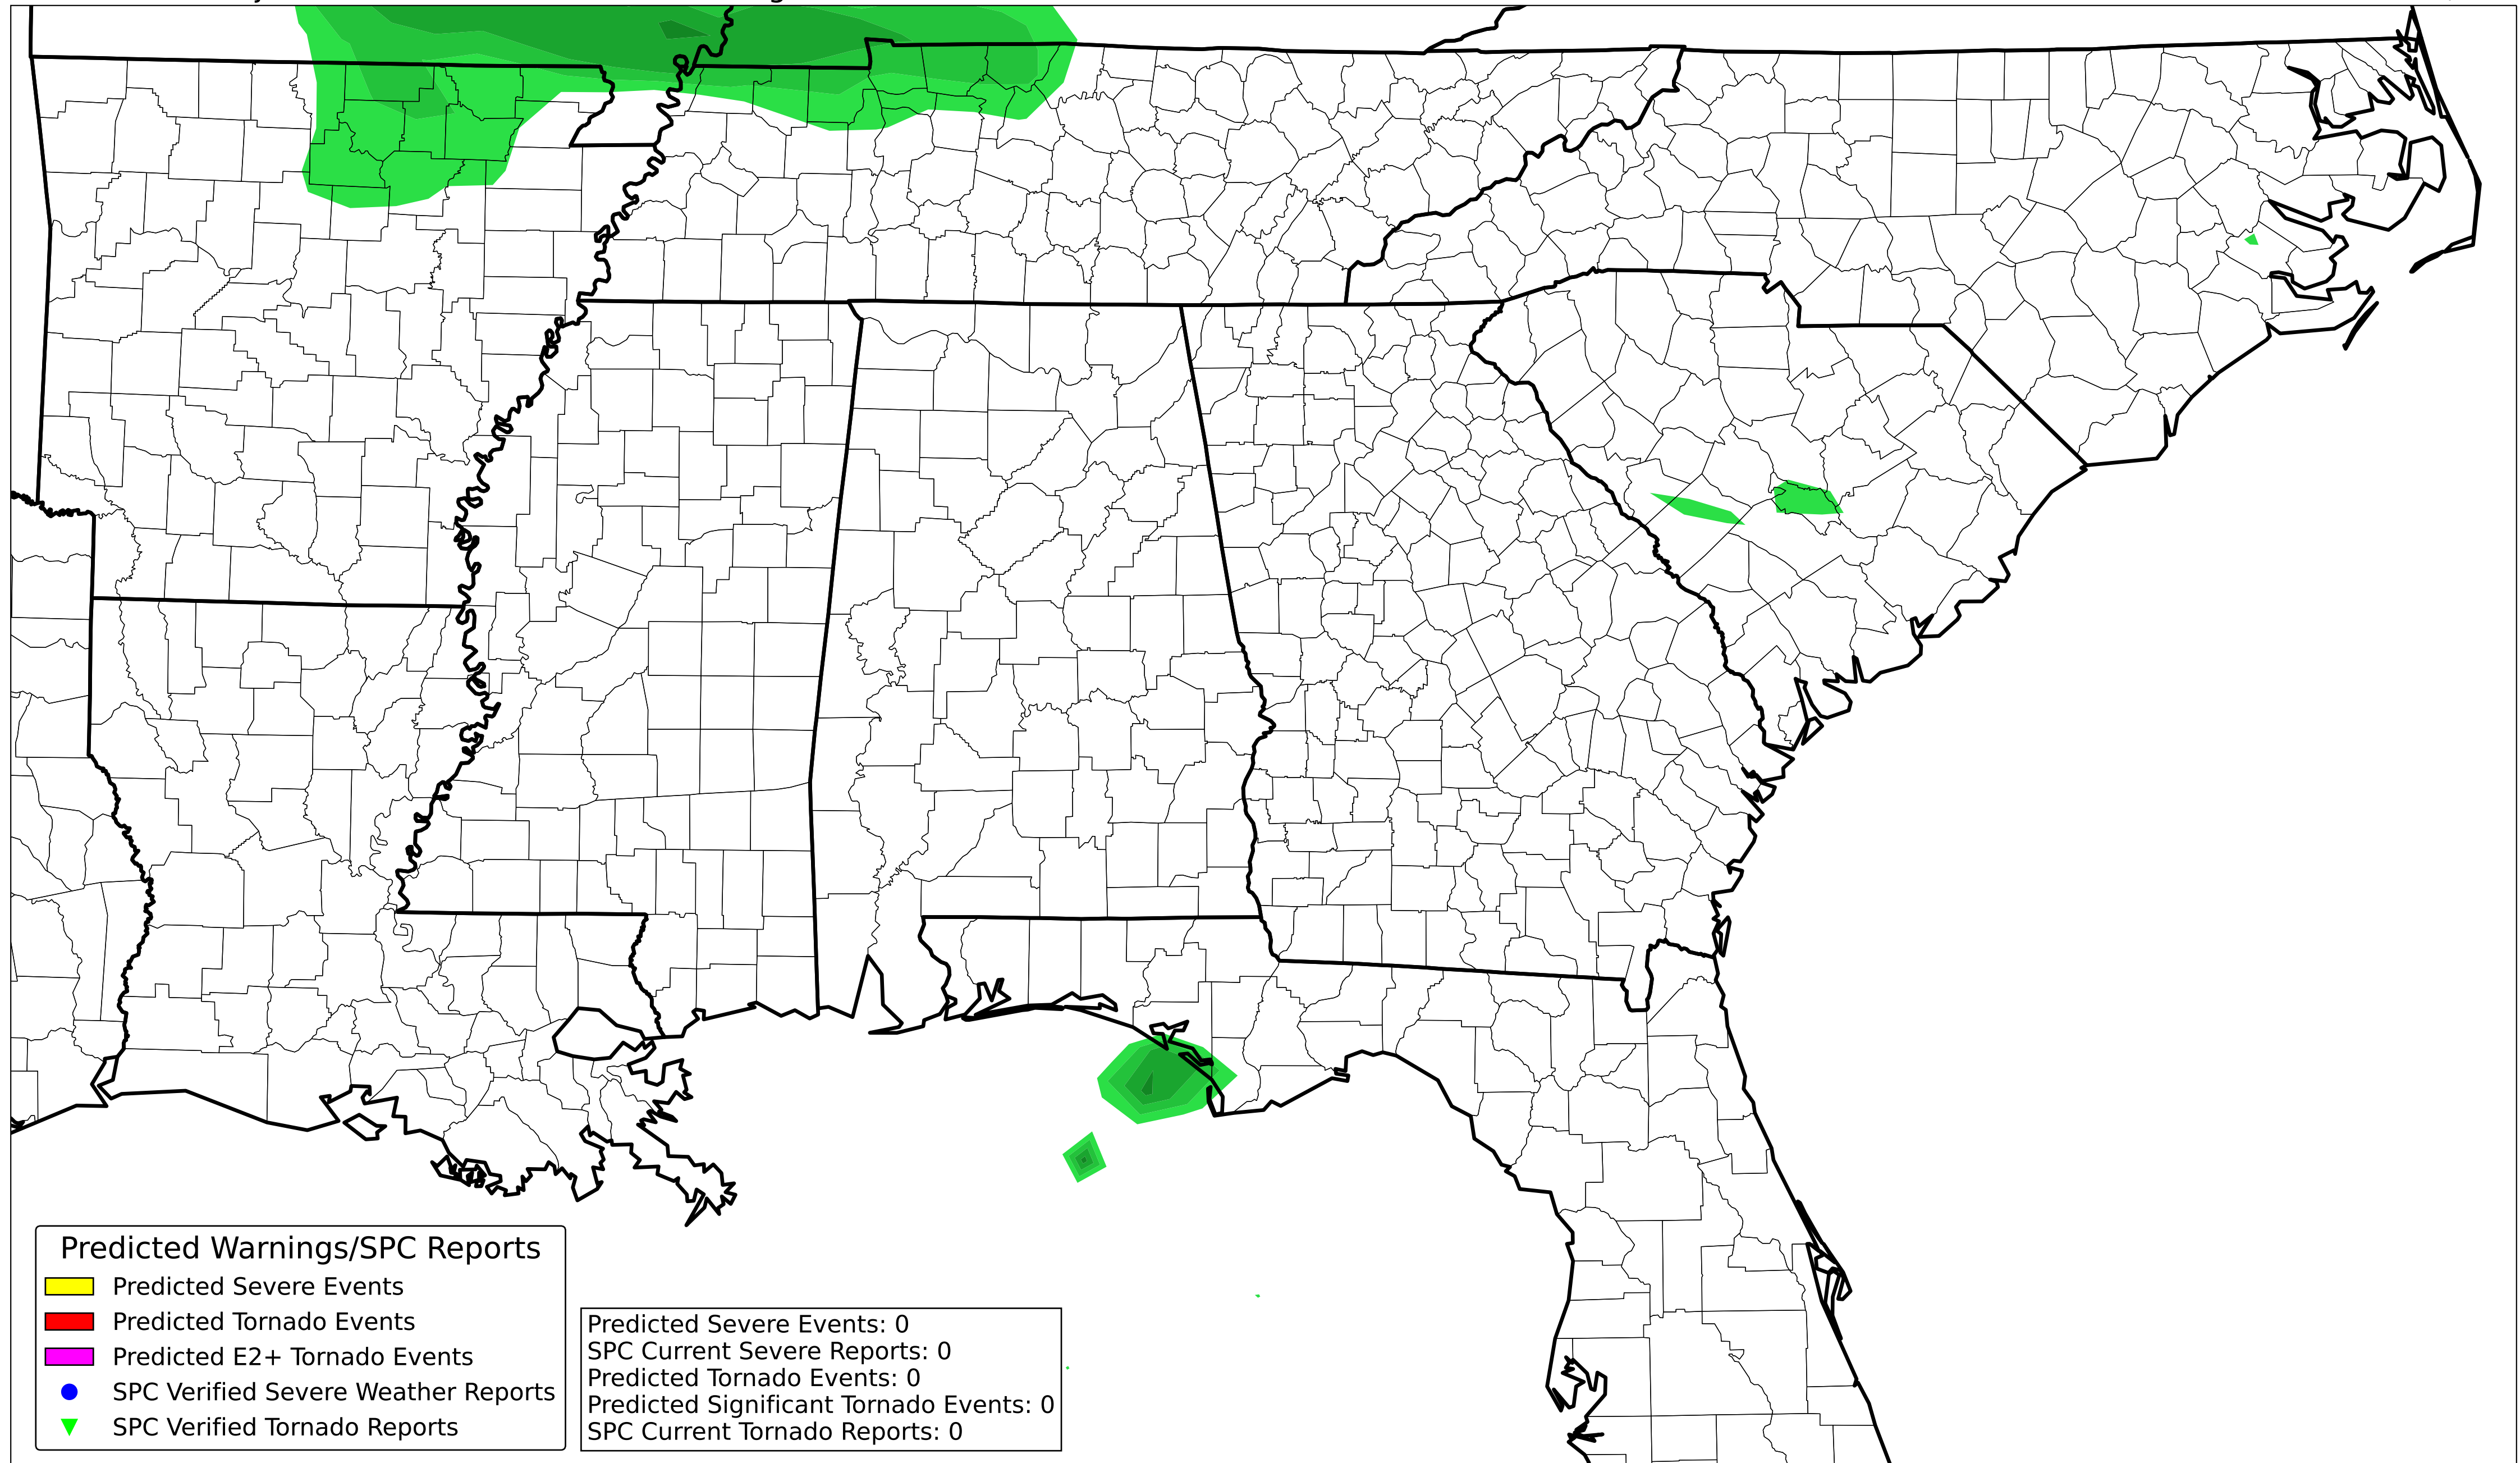 Predicted Warnings/SPC Reports
Predicted Severe Events
Predicted Tornado Events
Predicted E2+ Tornado Events
SPC Verified Severe Weather Reports
SPC Verified Tornado Reports
Predicted Severe Events: 0
SPC Current Severe Reports: 0
Predicted Tornado Events: 0
Predicted Significant Tornado Events: 0
SPC Current Tornado Reports: 0